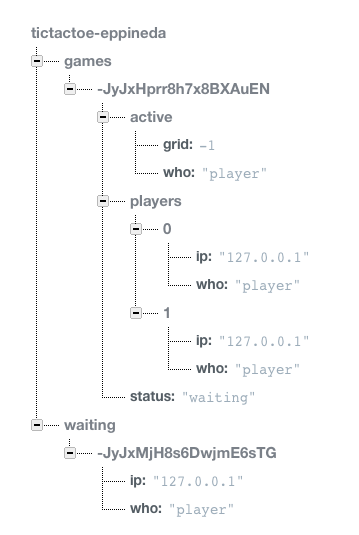 tictactoe-eppineda
games
-JyJxHprr8h7x8BXAuEN
active
grid: -1
who: "player"
players
0
ip: "127.0.0.1"
who: "player"
1
ip: "127.0.0.1"
who: "player"
status: "waiting"
waiting
-JyJxMjH8s6DwjmE6sTG
ip: "127.0.0.1"
who: "player"